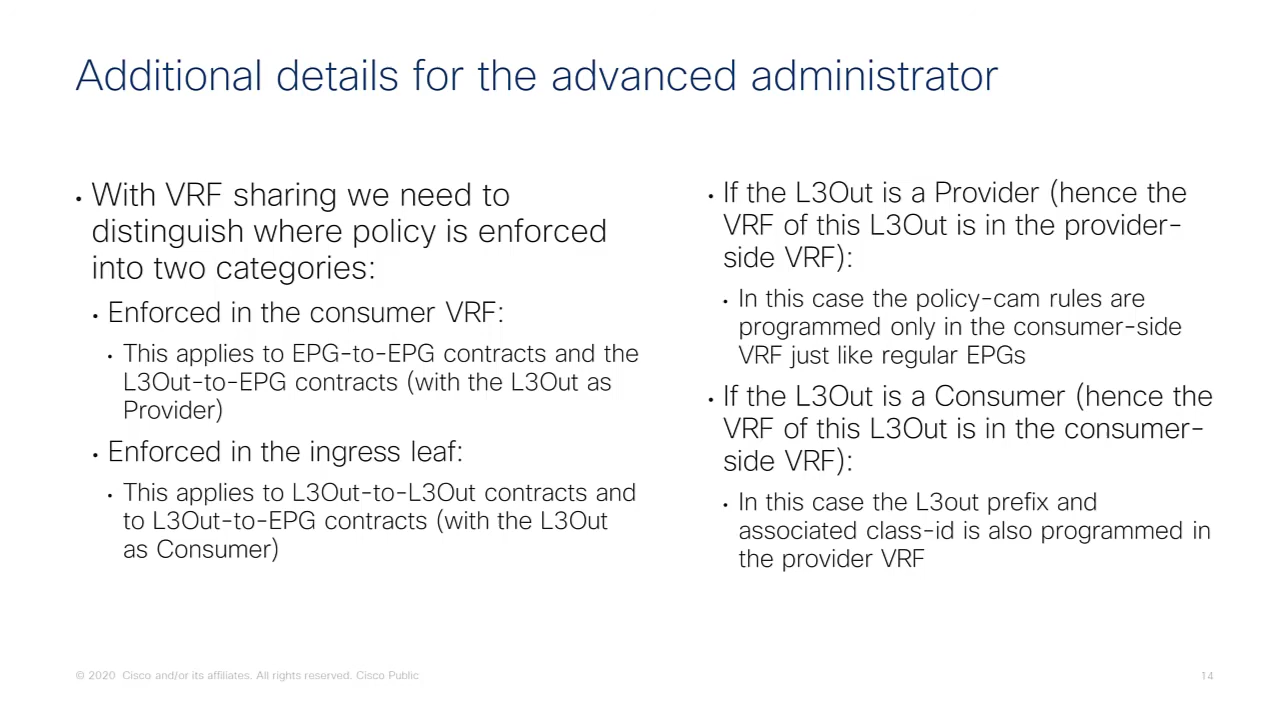 Additional details for the advanced administrator
• With VRF sharing we need to
distinguish where policy is enforced
into two categories:
• Enforced in the consumer VRF:
• This applies to EPG-to-EPG contracts and the
L3Out-to-EPG contracts (with the L3Out as
Provider)
• Enforced in the ingress leaf:
• This applies to L3Out-to-L3Out contracts and
to L3Out-to-EPG contracts (with the L3Out
as Consumer)
• If the L3Out is a Provider (hence the
VRF of this L3Out is in the provider-
side VRF):
• In this case the policy-cam rules are
programmed only in the consumer-side
VRF just like regular EPGs
• If the L3Out is a Consumer (hence the
VRF of this L3Out is in the consumer-
side VRF):
• In this case the L3out prefix and
associated class-id is also programmed in
the provider VRF
© 2020 Cisco and/or its affiliates. All rights reserved. Cisco Public
14